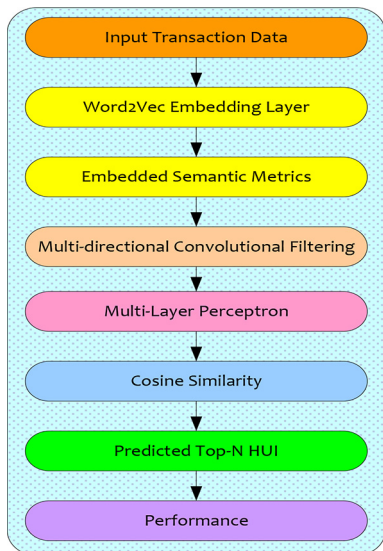 Input Transaction Data
Word2Vec Embedding Layer
Embedded Semantic Metrics
Multi-directional Convolutional Filtering
Multi-Layer Perceptron
Cosine Similarity
Predicted Top-N HUI
Performance